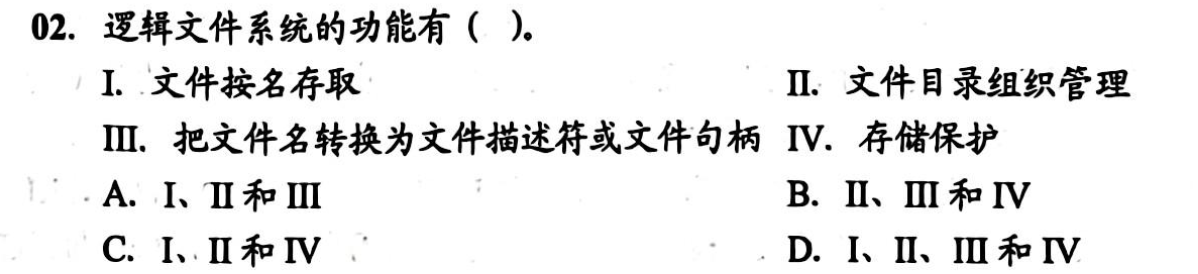 02. 逻辑文件系统的功能有（ ）。
I. 文件按名存取 II. 文件目录组织管理
III. 把文件名转换为文件描述符或文件句柄 IV. 存储保护
A. I、II 和 III B. II、III 和 IV
C. I、II 和 IV D. I、II、III 和 IV